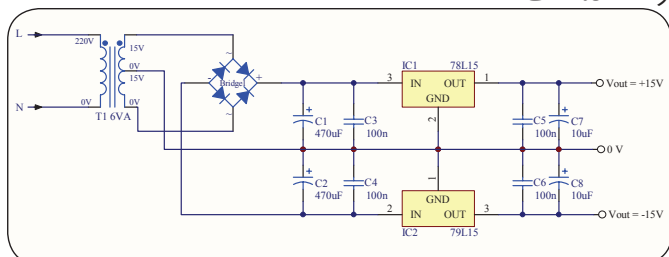 L
220V
15V
0V
15V
N
0V
0V
T1 6VA
~
Bridge
-
+
~
IC1
78L15
3
IN
OUT
1
GND
2
+
C1
470uF
C3
100n
C5
100n
+
C7
10uF
Vout = +15V
0 V
+
C2
470uF
C4
100n
1
GND
2
IN
OUT
3
IC2
79L15
C6
100n
+
C8
10uF
Vout = -15V